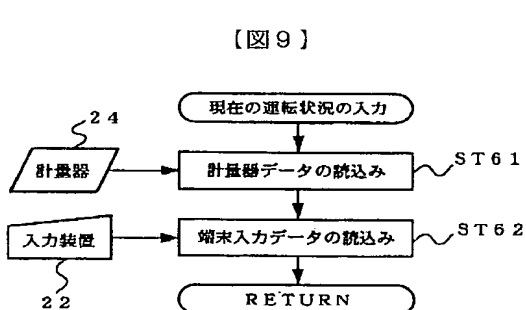 【図9】
現在の運転状況の入力
24
計量器
計量器データの読込み
ST61
入力装置
端末入力データの読込み
ST62
22
RETURN